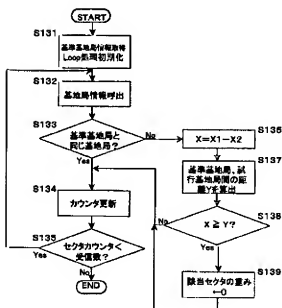 START
S131
基準基地局情報取得
Loop処理初期化
S132
基地局情報呼出
S133
基準基地局と
同じ基地局？
No
Yes
S134
カウンタ更新
S135
セクタカウンタ<
受信数？
Yes
No
END
S136
X=X1-X2
S137
基準基地局、試
行基地局間の距
離Yを算出
S138
X≧Y?
No
Yes
S139
該当セクタの重み
←0